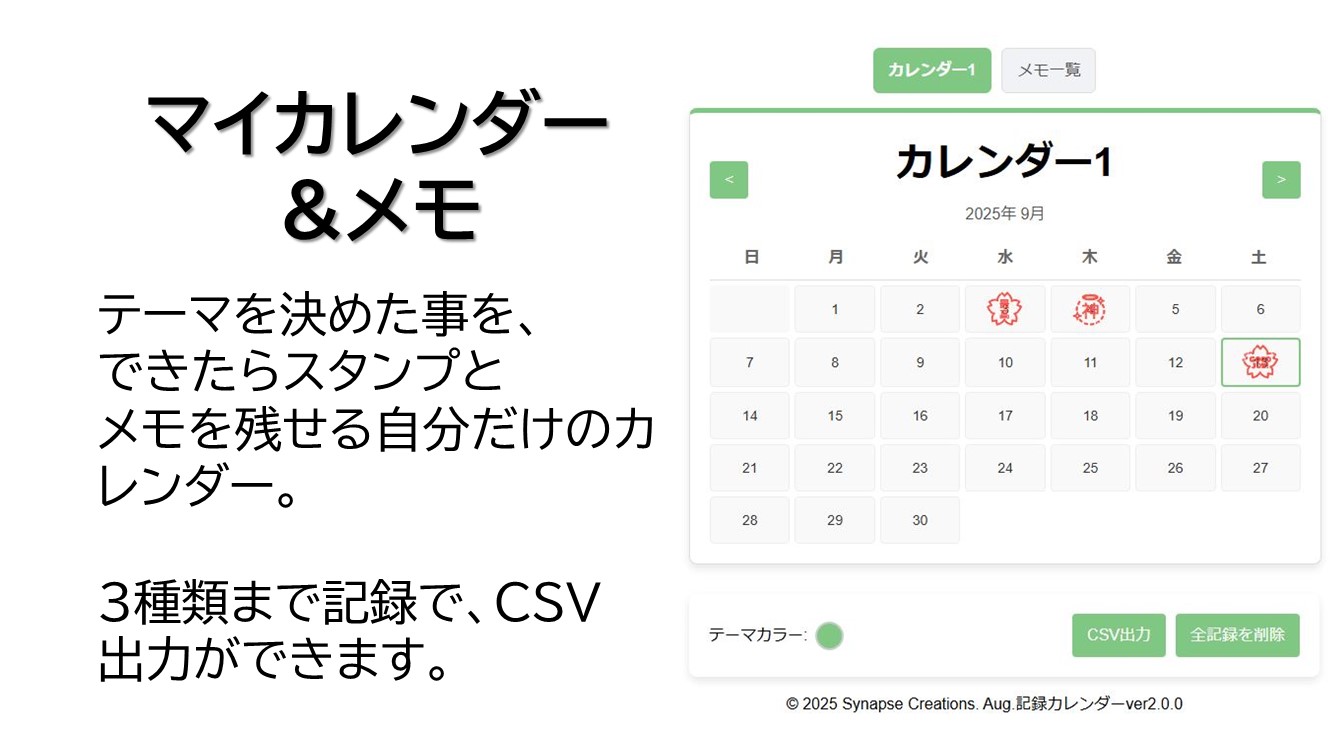 マイカレンダー
＆メモ
テーマを決めた事を、
できたらスタンプと
メモを残せる自分だけのカ
レンダー。
３種類まで記録で、CSV
出力ができます。
カレンダー1 メモ一覧
カレンダー1
< >
2025年 9月
日 月 火 水 木 金 土
1 2 神 5 6
7 8 9 10 11 12
14 15 16 17 18 19 20
21 22 23 24 25 26 27
28 29 30
テーマカラー: CSV出力 全記録を削除
© 2025 Synapse Creations. Aug.記録カレンダーver2.0.0